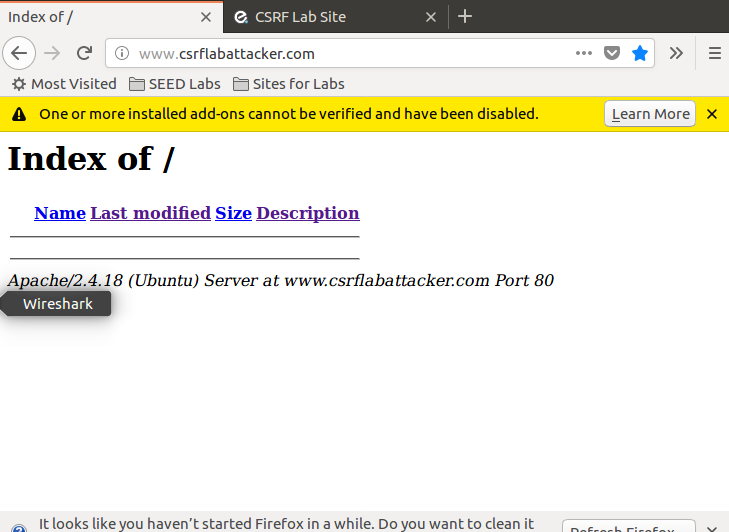 Index of /
CSRF Lab Site
www.csrflabattacker.com
Most Visited SEED Labs Sites for Labs
One or more installed add-ons cannot be verified and have been disabled. Learn More
Index of /
Name Last modified Size Description
Apache/2.4.18 (Ubuntu) Server at www.csrflabattacker.com Port 80
Wireshark
It looks like you haven't started Firefox in a while. Do you want to clean it
Refresh Firefox...